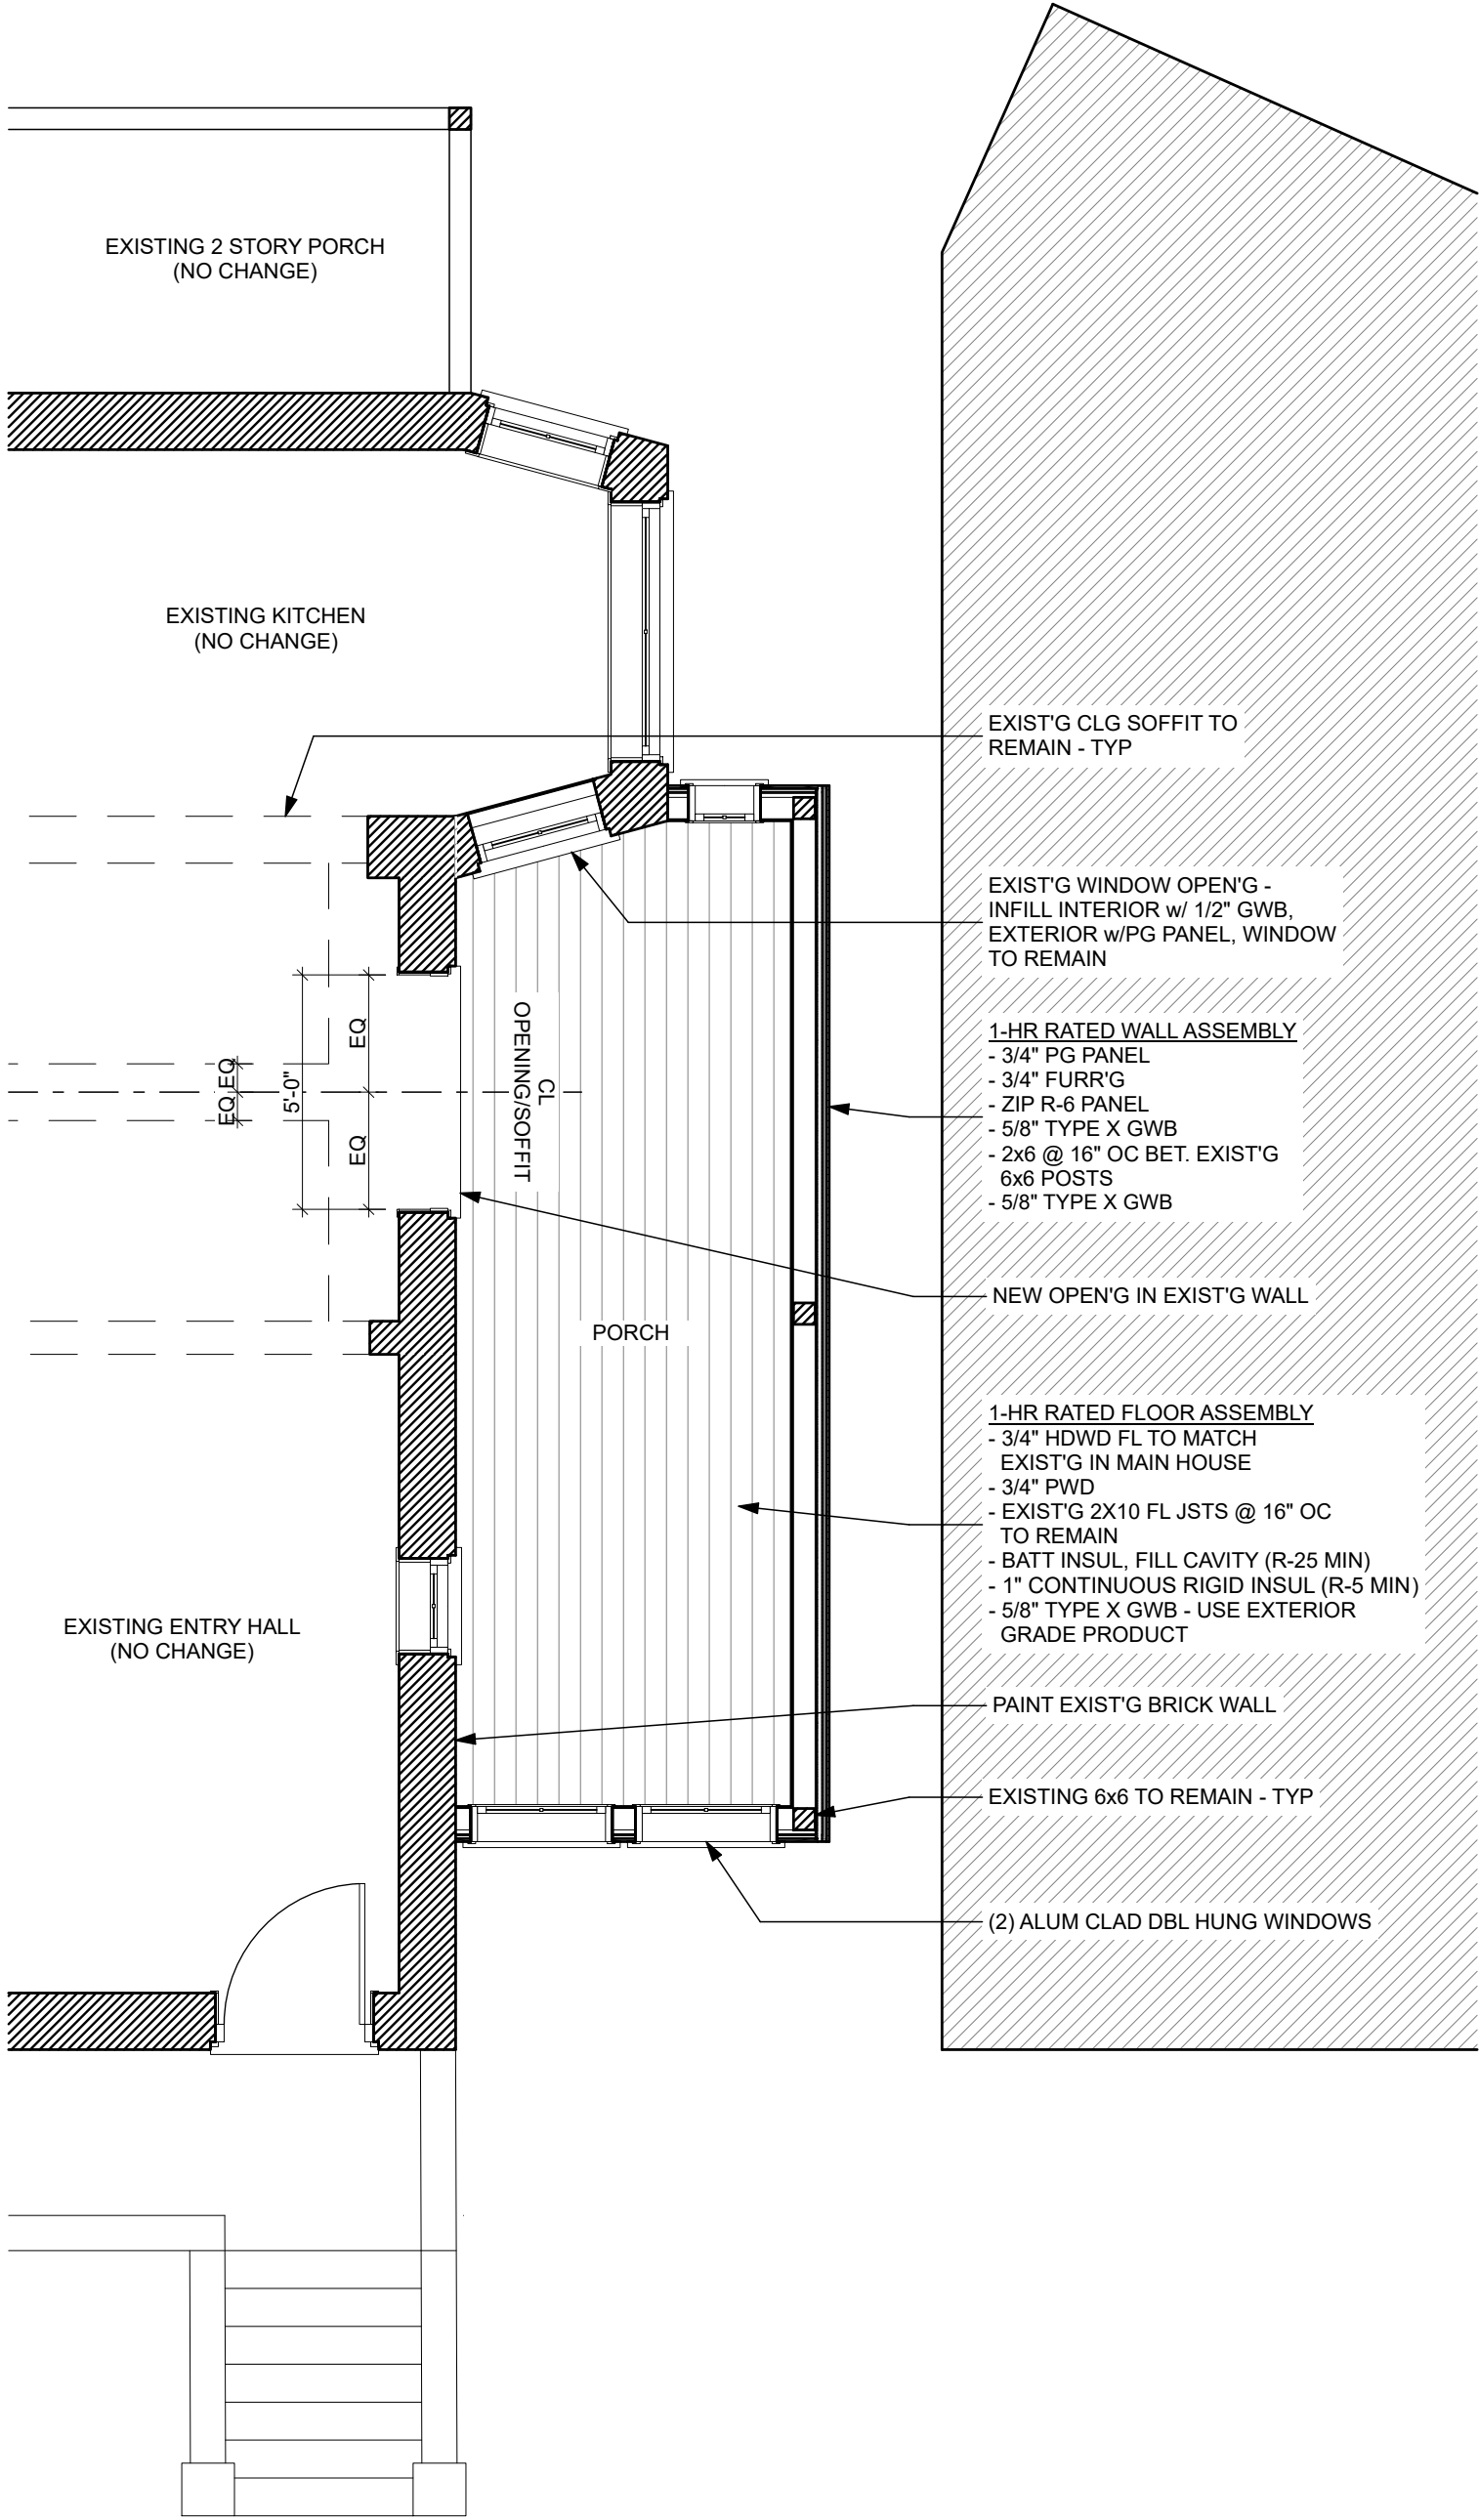 EXISTING 2 STORY PORCH
(NO CHANGE)
EXISTING KITCHEN
(NO CHANGE)
EXIST'G CLG SOFFIT TO
REMAIN - TYP
EXIST'G WINDOW OPEN'G -
INFILL INTERIOR w/ 1/2" GWB,
EXTERIOR w/PG PANEL, WINDOW
TO REMAIN
EQ
EQ
5'-0"
EQ
EQ
CL
OPENING/SOFFIT
1-HR RATED WALL ASSEMBLY
- 3/4" PG PANEL
- 3/4" FURR'G
- ZIP R-6 PANEL
- 5/8" TYPE X GWB
- 2x6 @ 16" OC BET. EXIST'G
6x6 POSTS
- 5/8" TYPE X GWB
NEW OPEN'G IN EXIST'G WALL
PORCH
1-HR RATED FLOOR ASSEMBLY
- 3/4" HDWD FL TO MATCH
EXIST'G IN MAIN HOUSE
- 3/4" PWD
- EXIST'G 2X10 FL JSTS @ 16" OC
TO REMAIN
- BATT INSUL, FILL CAVITY (R-25 MIN)
- 1" CONTINUOUS RIGID INSUL (R-5 MIN)
- 5/8" TYPE X GWB - USE EXTERIOR
GRADE PRODUCT
EXISTING ENTRY HALL
(NO CHANGE)
PAINT EXIST'G BRICK WALL
EXISTING 6x6 TO REMAIN - TYP
(2) ALUM CLAD DBL HUNG WINDOWS